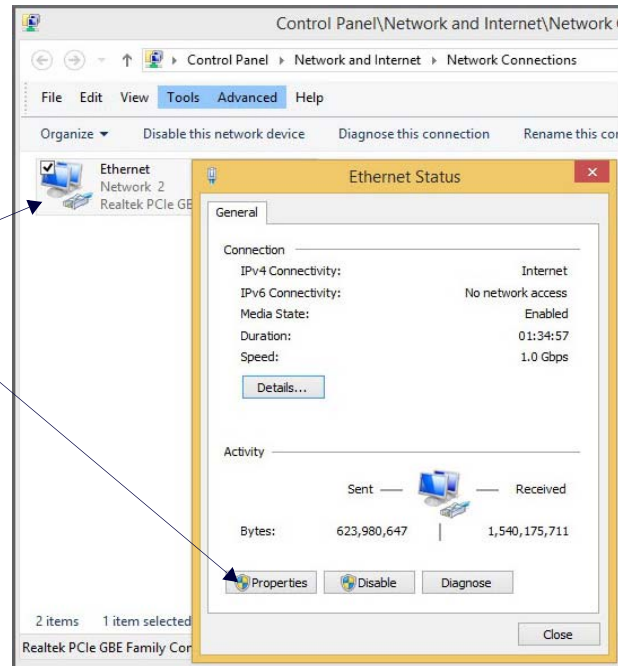 Control Panel\Network and Internet\Network
Control Panel Network and Internet Network Connections
File Edit View Tools Advanced Help
Organize Disable this network device Diagnose this connection Rename this
Ethernet
Network 2
Realtek PCIe
Ethernet Status
General
Connection
IPv4 Connectivity: Internet
IPv6 Connectivity: No network access
Media State: Enabled
Duration: 01:34:57
Speed: 1.0 Gbps
Details...
Activity
Sent Received
Bytes: 623,980,647 1,540,175,711
Properties Disable Diagnose
Close
2 items 1 item selected
Realtek PCIe GBE Family